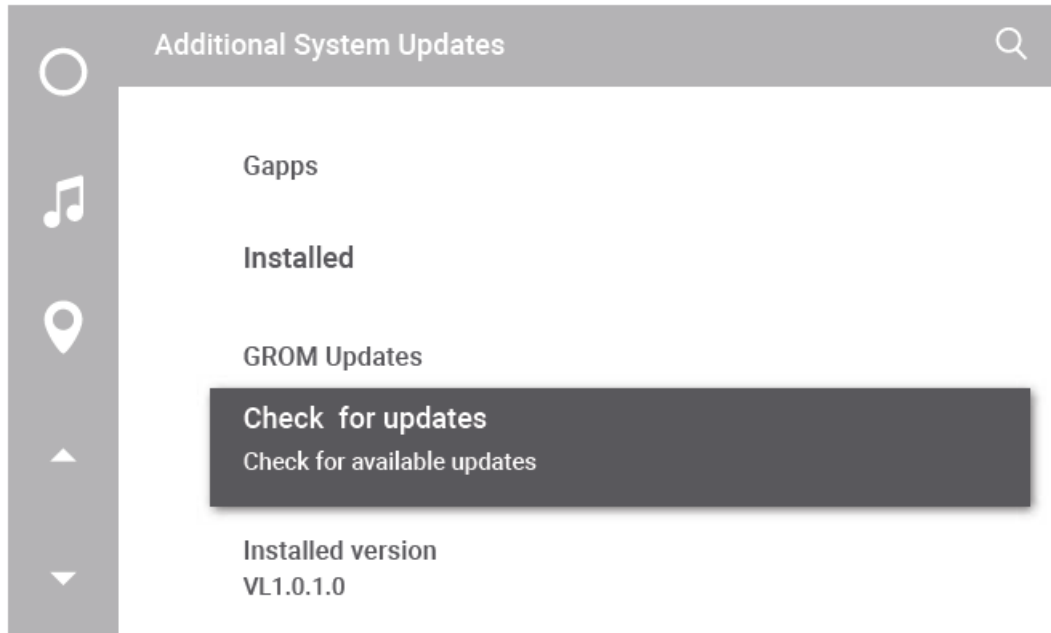 Additional System Updates
Gapps
Installed
GROM Updates
Check for updates
Check for available updates
Installed version
VL1.0.1.0